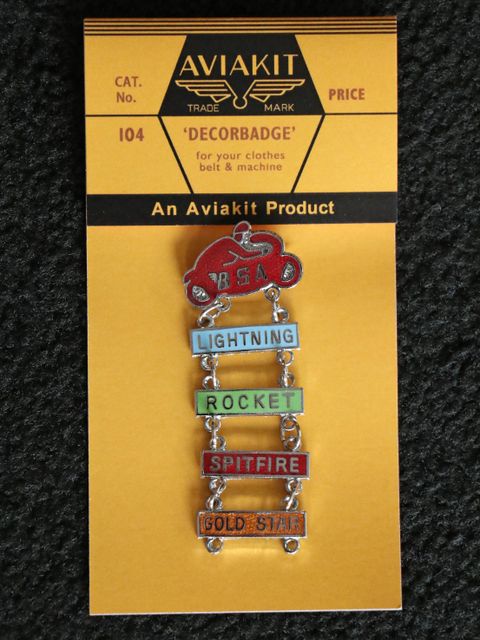 AVIAKIT
TRADE MARK
CAT.
No.
PRICE
104
'DECORBADGE'
for your clothes
belt & machine
An Aviakit Product
BSA
LIGHTNING
ROCKET
SPITFIRE
GOLD STAR